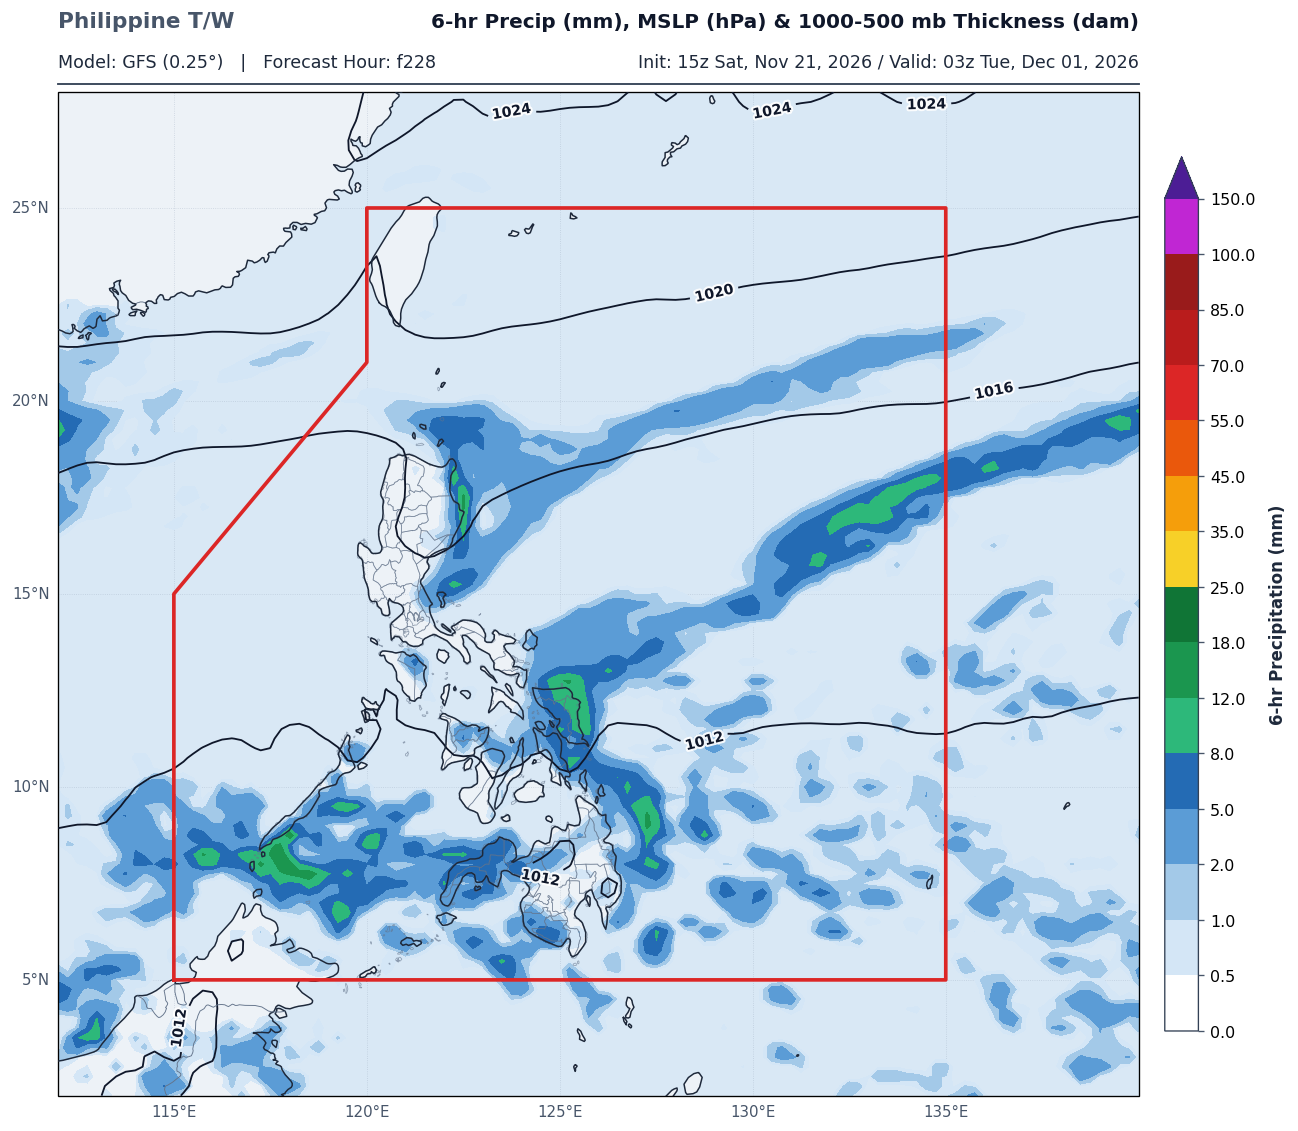 Philippine T/W
6-hr Precip (mm), MSLP (hPa) & 1000-500 mb Thickness (dam)
Model: GFS (0.25°) | Forecast Hour: f228
Init: 15z Sat, Nov 21, 2026 / Valid: 03z Tue, Dec 01, 2026
1024
1024
1024
1020
1016
1012
1012
1012
25°N
20°N
15°N
10°N
5°N
115°E
120°E
125°E
130°E
135°E
150.0
100.0
85.0
70.0
55.0
45.0
35.0
25.0
18.0
12.0
8.0
5.0
2.0
1.0
0.5
0.0
6-hr Precipitation (mm)